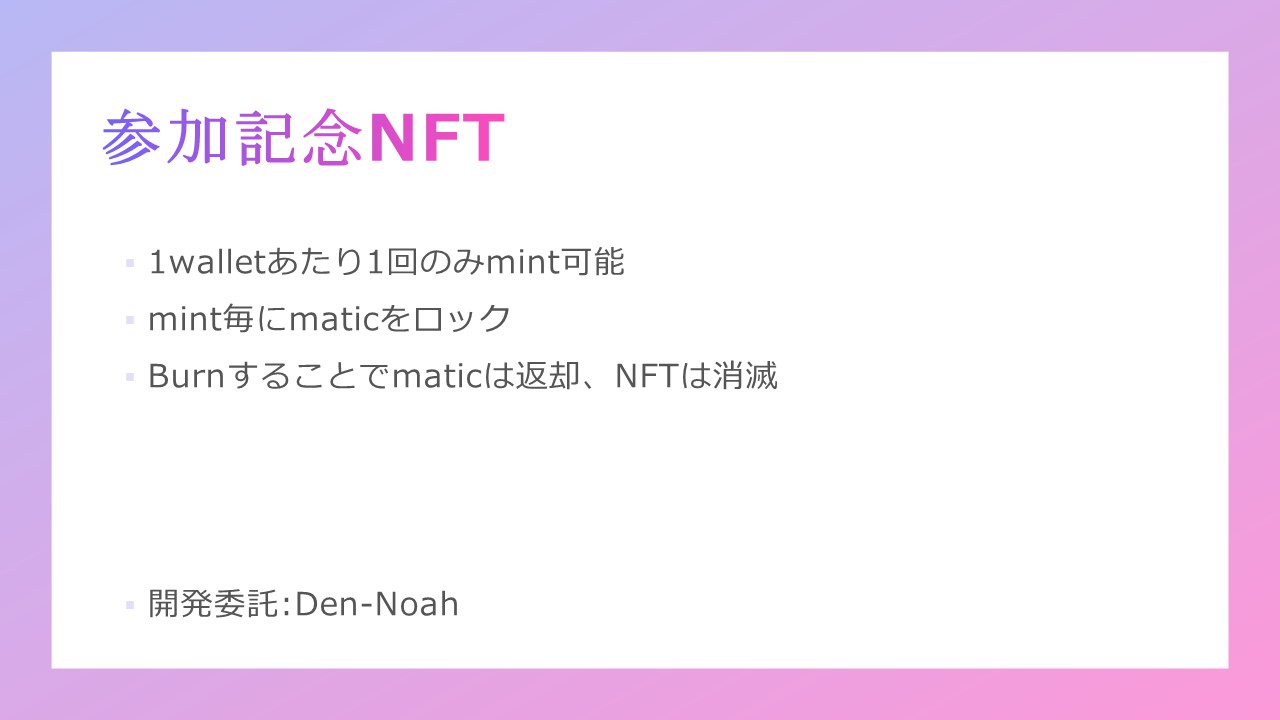 参加記念NFT
1walletあたり1回のみmint可能
mint毎にmaticをロック
Burnすることでmaticは返却、NFTは消滅
開発委託:Den-Noah